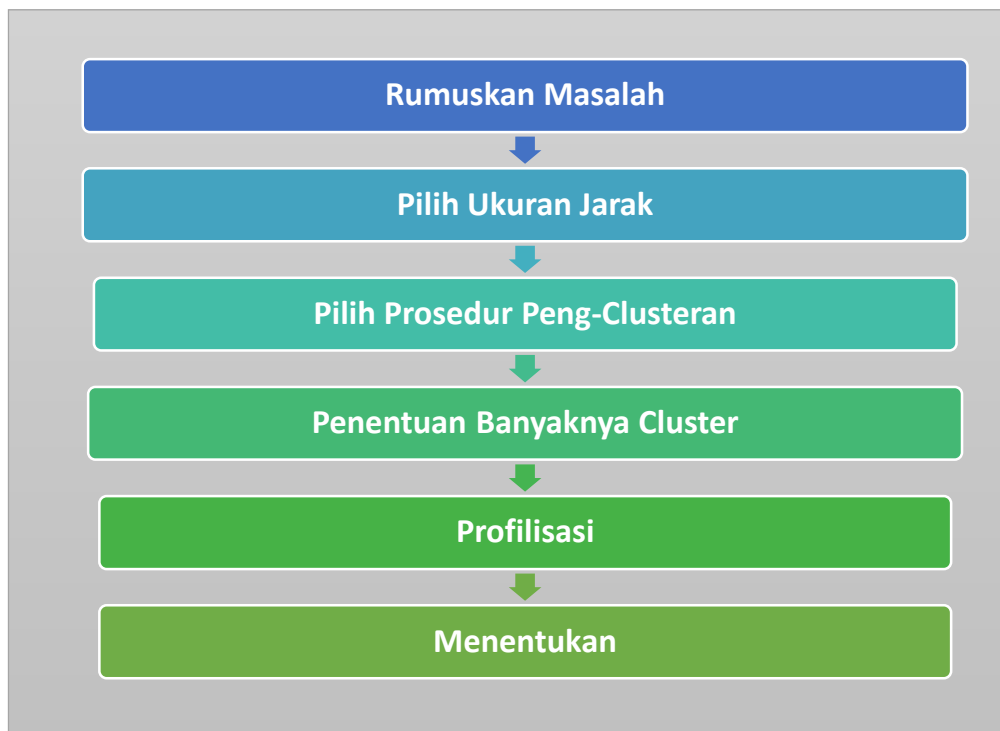 Rumuskan Masalah
Pilih Ukuran Jarak
Pilih Prosedur Peng-Clusteran
Penentuan Banyaknya Cluster
Profilisasi
Menentukan